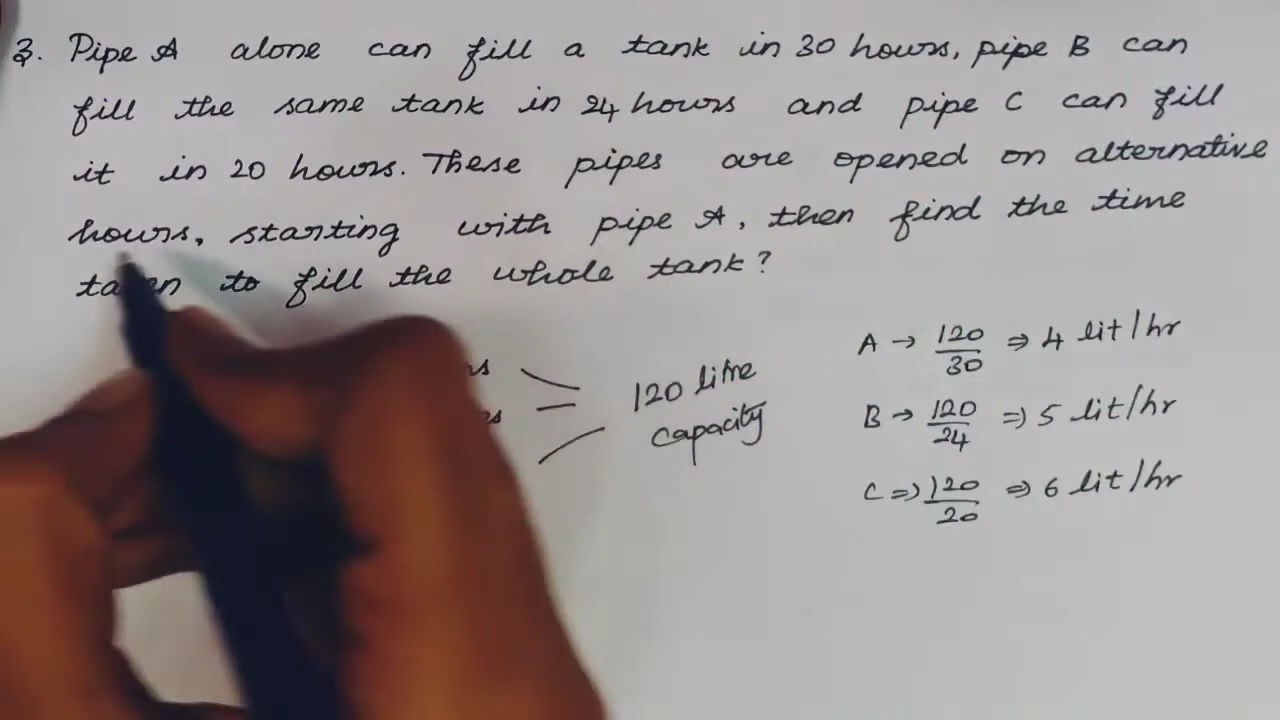 3. Pipe A alone can fill a tank in 30 hours, pipe B can
fill the same tank in 24 hours and pipe C can fill
it in 20 hours. These pipes are opened on alternative
hours, starting with pipe A, then find the time
to fill the whole tank?
120 litre
capacity
A → 120/30 ⇒ 4 lit/hr
B → 120/24 ⇒ 5 lit/hr
C ⇒ 120/20 ⇒ 6 lit/hr